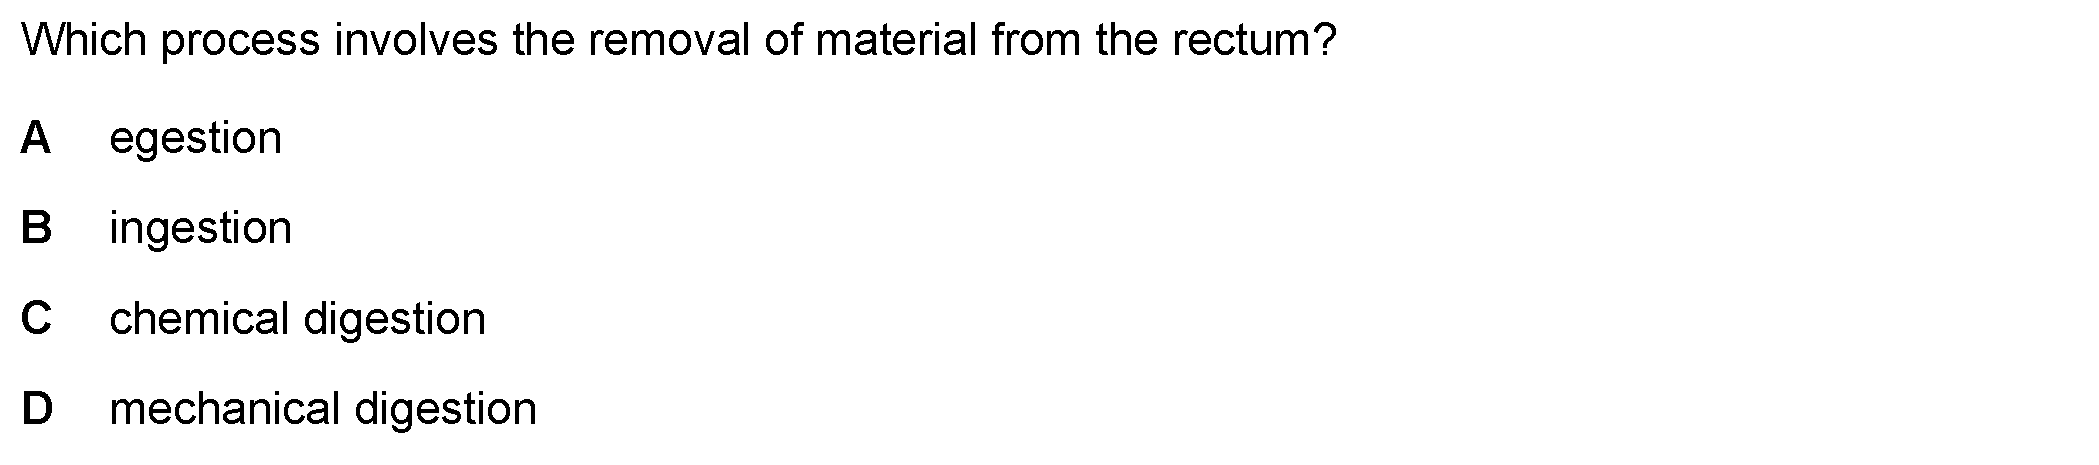 Which process involves the removal of material from the rectum?
A egestion
B ingestion
C chemical digestion
D mechanical digestion